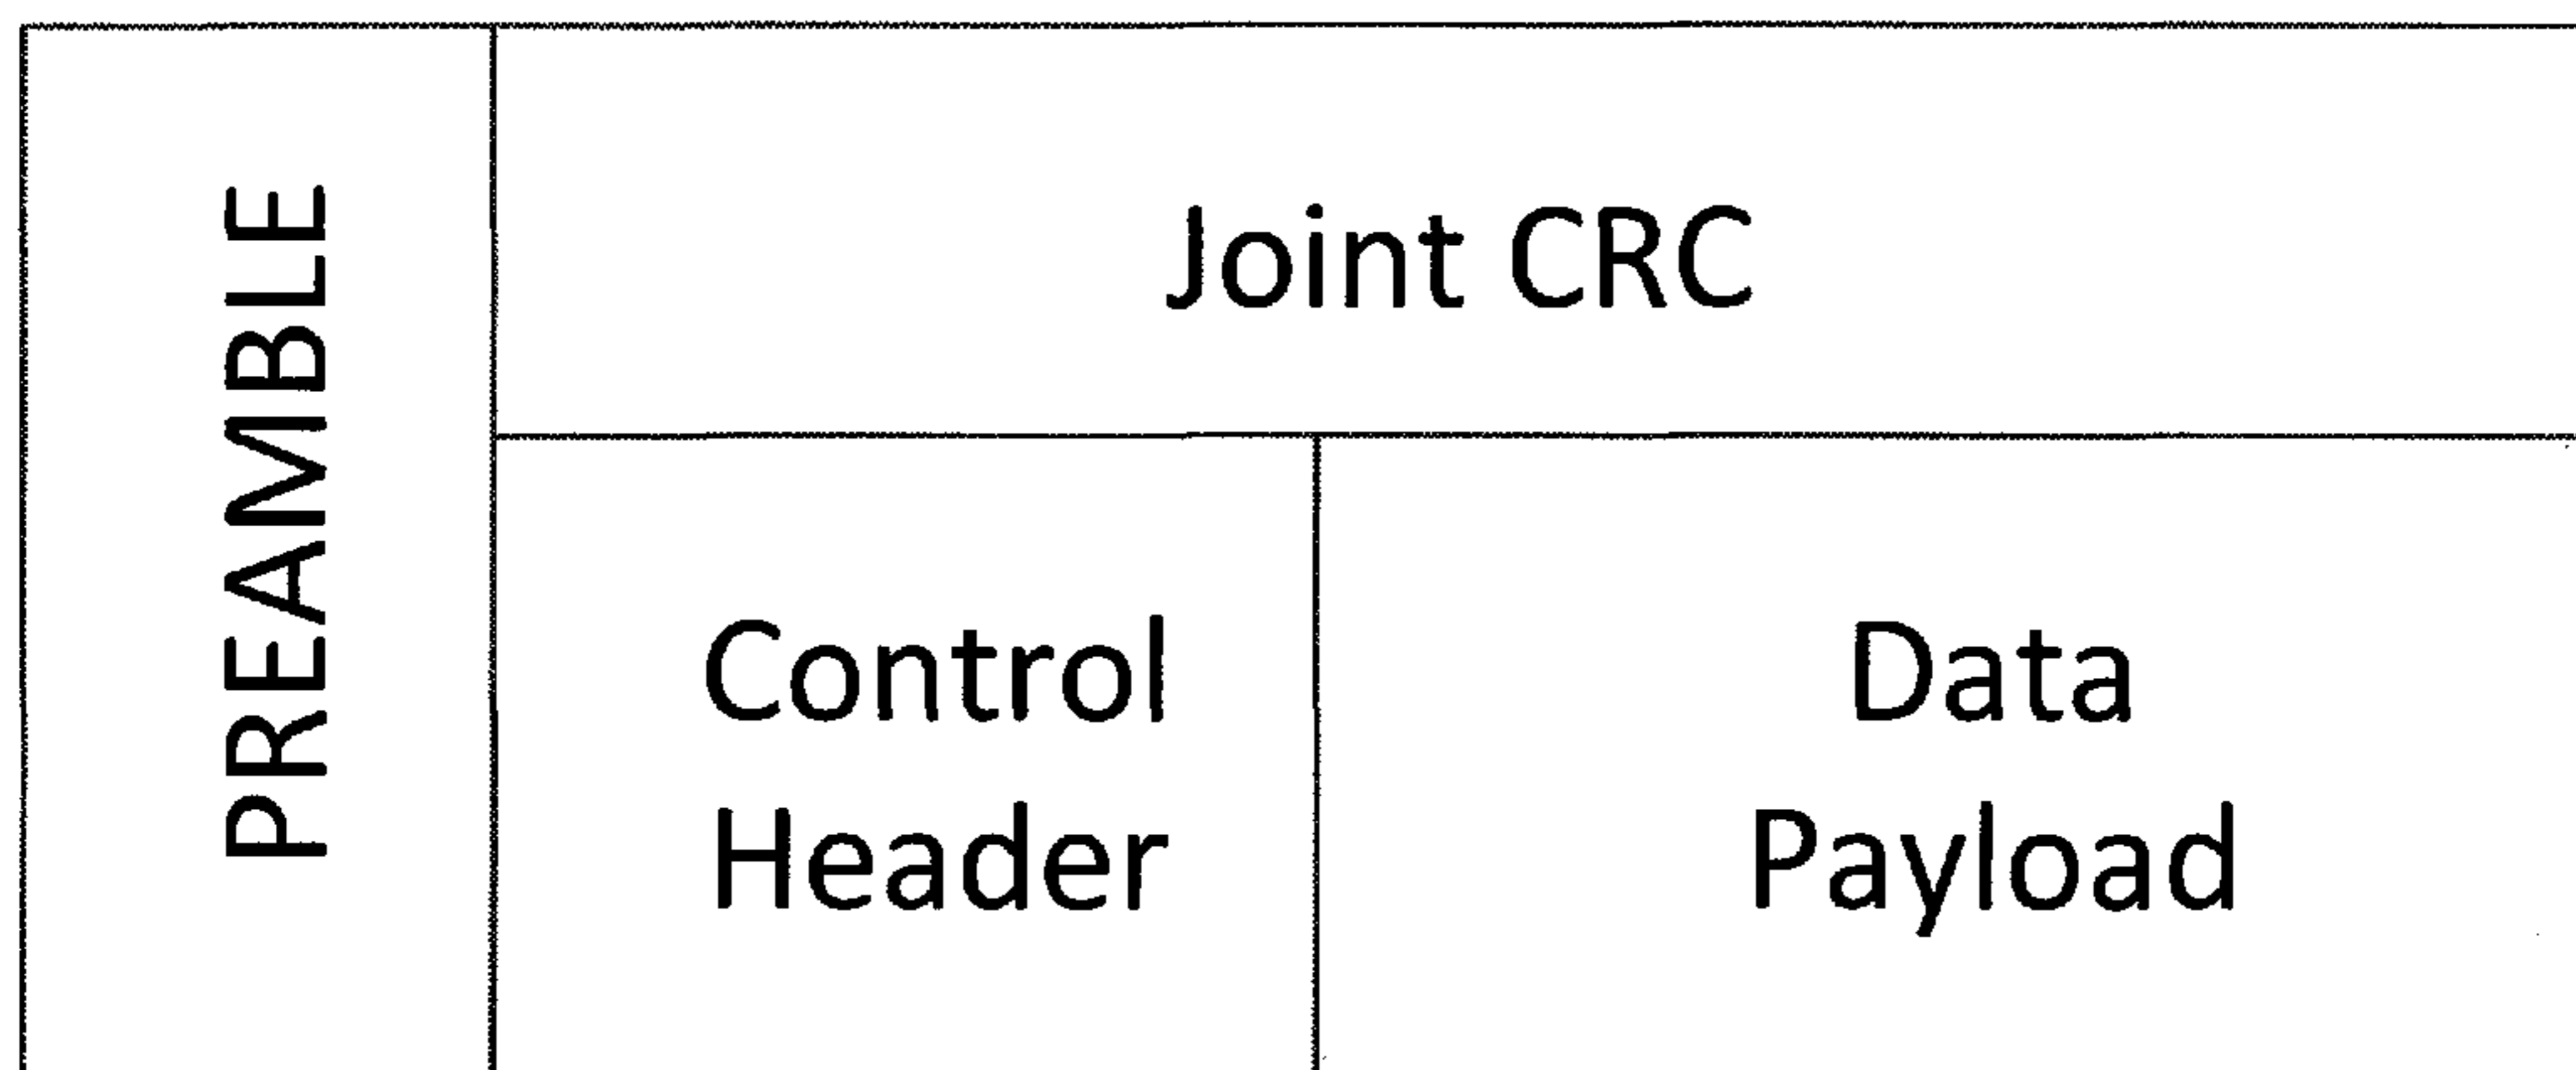 PREAMBLE
Joint CRC
Control
Header
Data
Payload